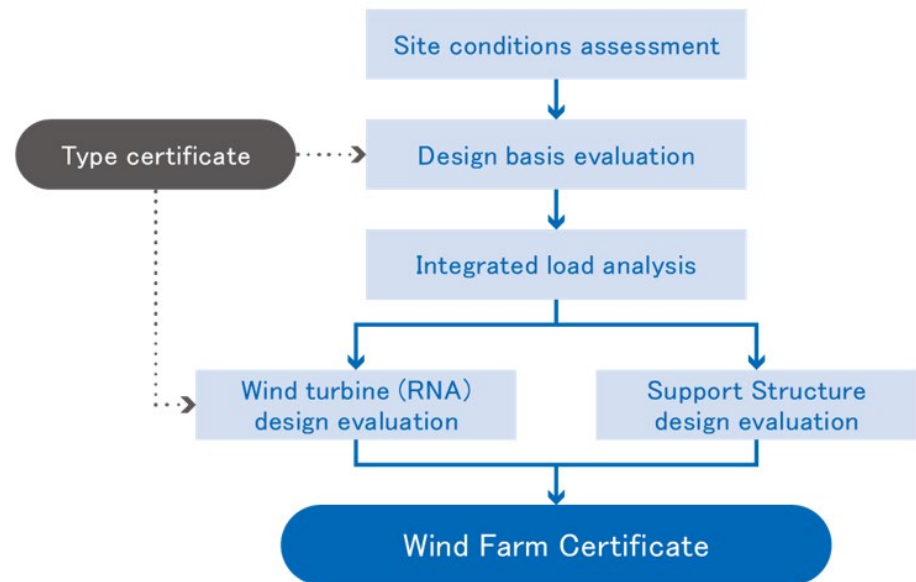 Site conditions assessment
Type certificate
Design basis evaluation
Integrated load analysis
Wind turbine (RNA)
design evaluation
Support Structure
design evaluation
Wind Farm Certificate